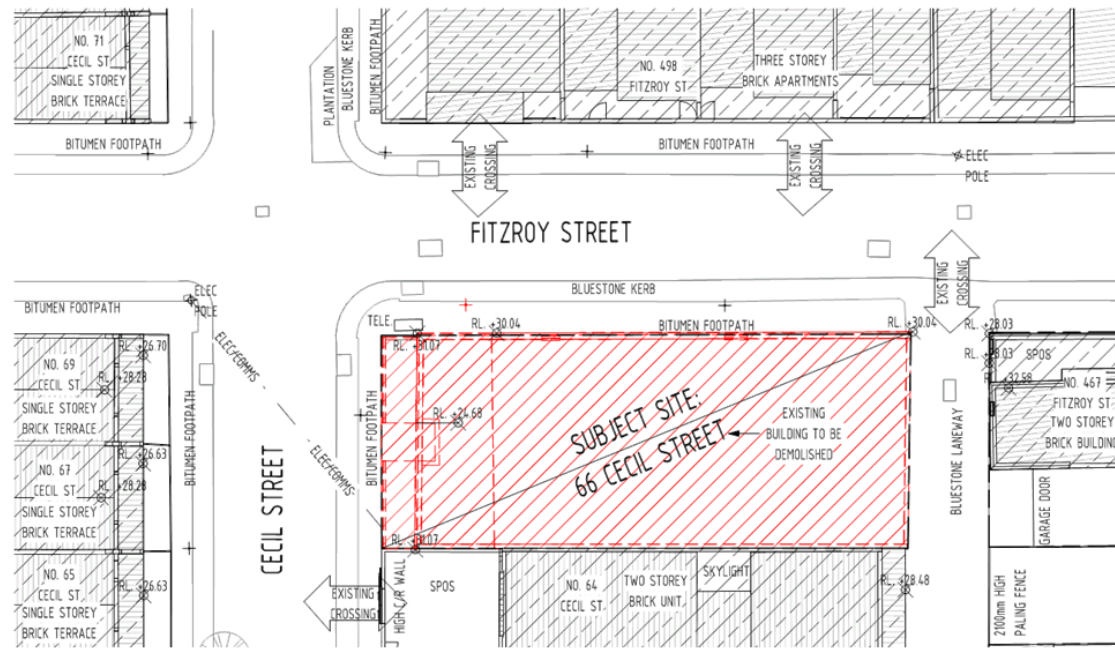 NO. 71
CECIL ST
SINGLE STOREY
BRICK TERRACE
BITUMEN FOOTPATH
PLANTATION
BLUESTONE KERB
BITUMEN FOOTPATH
NO. 498
FITZROY ST
THREE STOREY
BRICK APARTMENTS
EXISTING
CROSSING
BITUMEN FOOTPATH
EXISTING
CROSSING
ELEC
POLE
FITZROY STREET
EXISTING
CROSSING
BLUESTONE KERB
BITUMEN FOOTPATH
ELEC
POLE
TELE
RL. +30.04
BITUMEN FOOTPATH
RL. +30.04
RL. +28.03
RL. +26.70
NO. 69
CECIL ST
RL. +28.28
SINGLE STOREY
BRICK TERRACE
ELEC/COMMS
SPOS
RL. +32.58
NO. 467
FITZROY ST
TWO STOREY
BRICK BUILDING
BITUMEN FOOTPATH
BITUMEN FOOTPATH
RL. +24.68
SUBJECT SITE:
66 CECIL STREET
EXISTING
BUILDING TO BE
DEMOLISHED
RL. +26.63
NO. 67
CECIL ST
RL. +28.28
SINGLE STOREY
BRICK TERRACE
CECIL STREET
ELEC/COMMS
BLUESTONE LANEWAY
GARAGE DOOR
NO. 65
CECIL ST
RL. +26.63
SINGLE STOREY
BRICK TERRACE
EXISTING
CROSSING
HIGH C/R WALL
SPOS
NO. 64
CECIL ST
TWO STOREY
BRICK UNIT
SKYLIGHT
RL. +28.48
2100mm HIGH
PALING FENCE